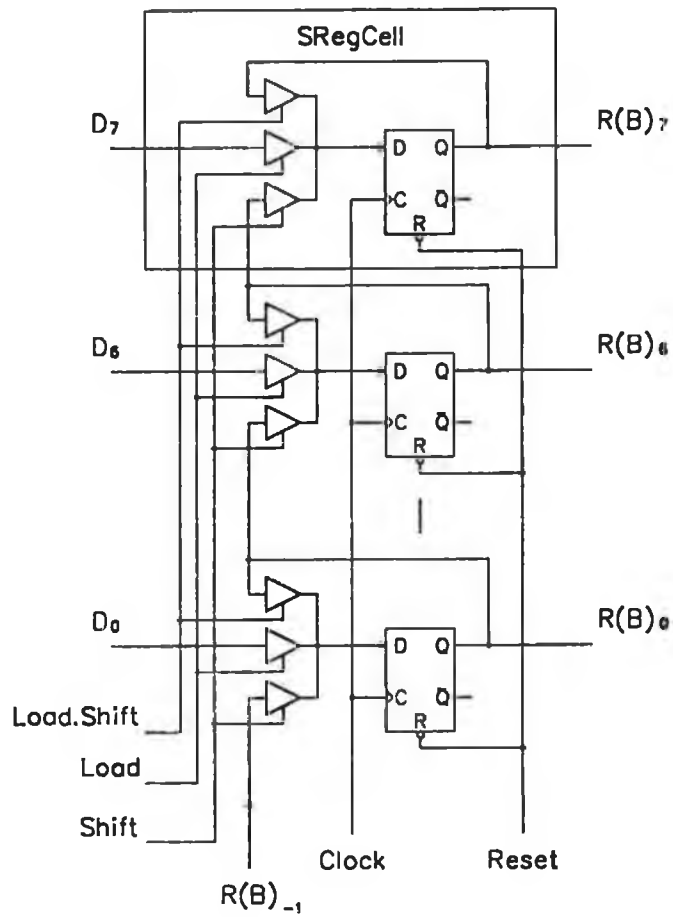 SRegCell
D₇
D Q
R(B)₇
C Q
R
D₆
D Q
R(B)₆
C Q̅
R
D₀
D Q
R(B)₀
C Q̅
R
Load.Shift
Load
Shift
Clock
Reset
R(B)₋₁